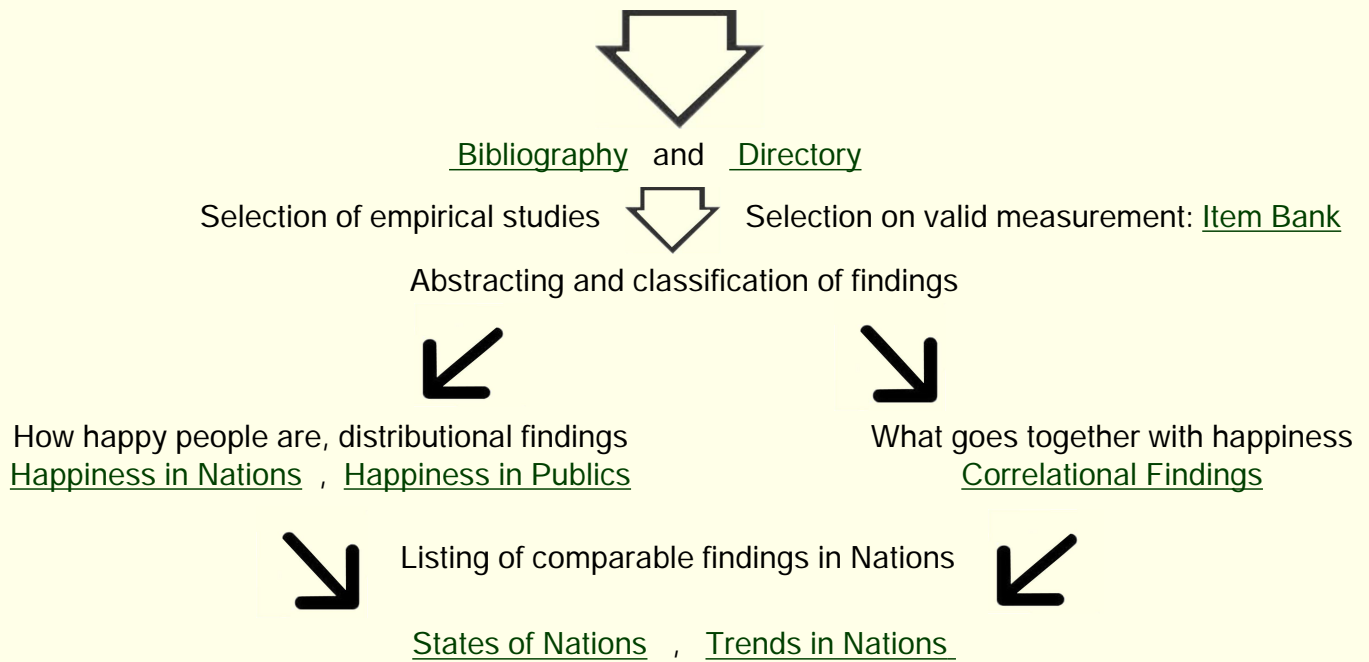 Bibliography and Directory
Selection of empirical studies Selection on valid measurement: Item Bank
Abstracting and classification of findings
How happy people are, distributional findings What goes together with happiness
Happiness in Nations , Happiness in Publics Correlational Findings
Listing of comparable findings in Nations
States of Nations , Trends in Nations